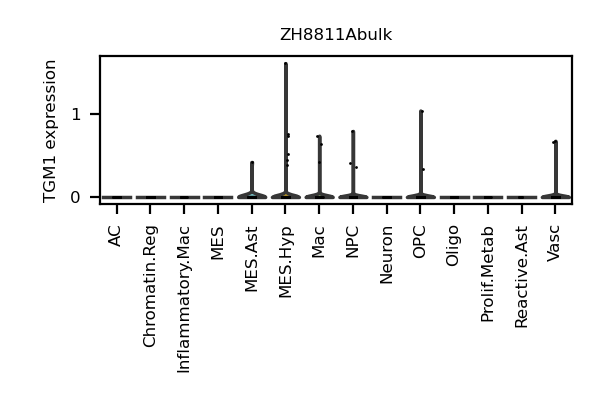 ZH8811Abulk
TGM1 expression
1
0
AC
Chromatin.Reg
Inflammatory.Mac
MES
MES.Ast
MES.Hyp
Mac
NPC
Neuron
OPC
Oligo
Prolif.Metab
Reactive.Ast
Vasc